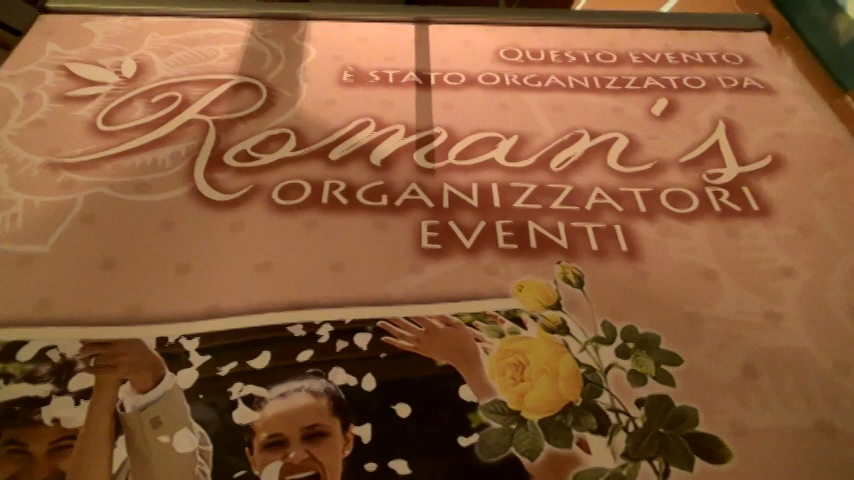 QUESTO EVENTO
È STATO ORGANIZZATO DA
Roman's
ORGANIZZATORI
EVENTI